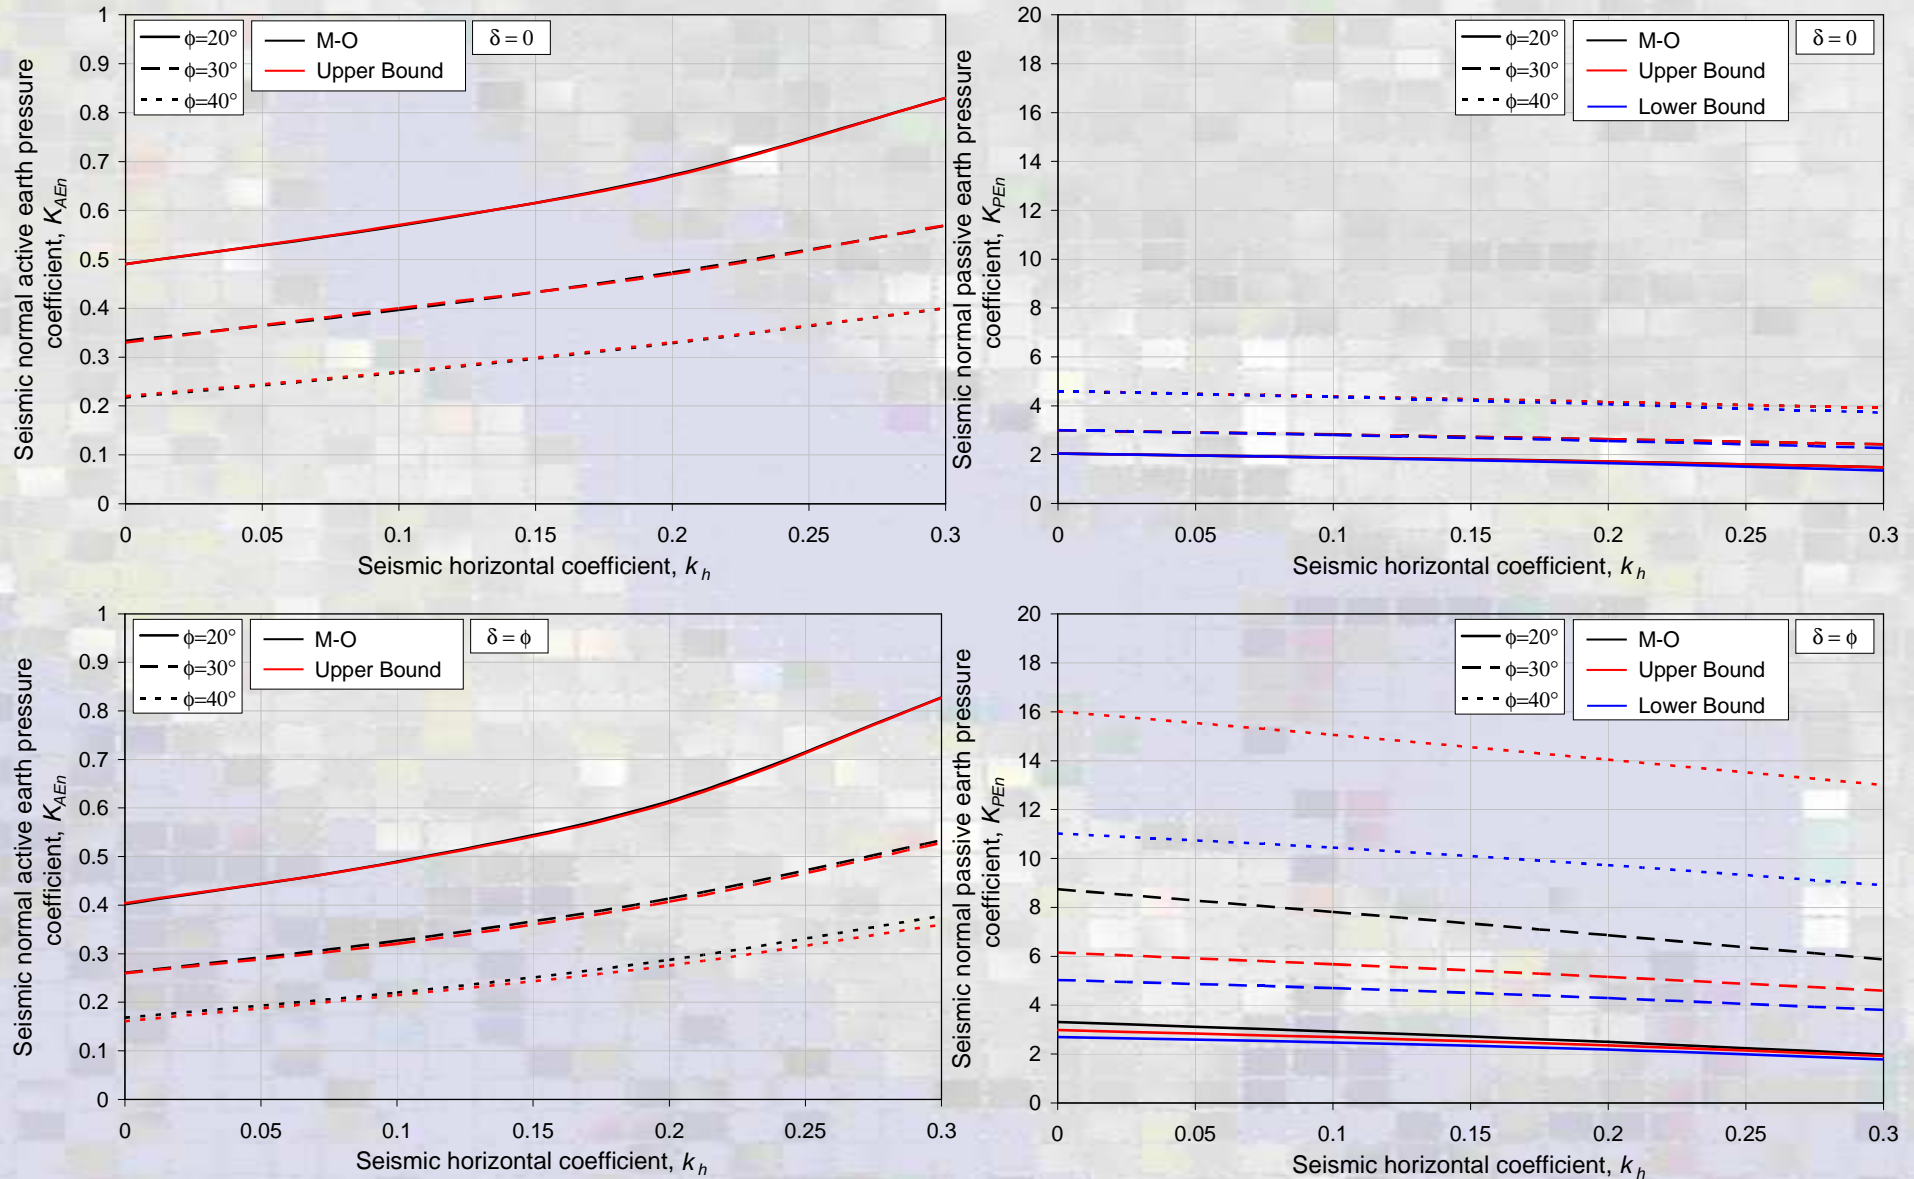 Seismic normal active earth pressure
coefficient, K_AEn
1
0.9
0.8
0.7
0.6
0.5
0.4
0.3
0.2
0.1
0
ϕ=20°
ϕ=30°
ϕ=40°
M-O
Upper Bound
δ = 0
0 0.05 0.1 0.15 0.2 0.25 0.3
Seismic horizontal coefficient, k_h
Seismic normal passive earth pressure
coefficient, K_PEn
20
18
16
14
12
10
8
6
4
2
0
ϕ=20°
ϕ=30°
ϕ=40°
M-O
Upper Bound
Lower Bound
δ = 0
0 0.05 0.1 0.15 0.2 0.25 0.3
Seismic horizontal coefficient, k_h
Seismic normal active earth pressure
coefficient, K_AEn
1
0.9
0.8
0.7
0.6
0.5
0.4
0.3
0.2
0.1
0
ϕ=20°
ϕ=30°
ϕ=40°
M-O
Upper Bound
δ = ϕ
0 0.05 0.1 0.15 0.2 0.25 0.3
Seismic horizontal coefficient, k_h
Seismic normal passive earth pressure
coefficient, K_PEn
20
18
16
14
12
10
8
6
4
2
0
ϕ=20°
ϕ=30°
ϕ=40°
M-O
Upper Bound
Lower Bound
δ = ϕ
0 0.05 0.1 0.15 0.2 0.25 0.3
Seismic horizontal coefficient, k_h